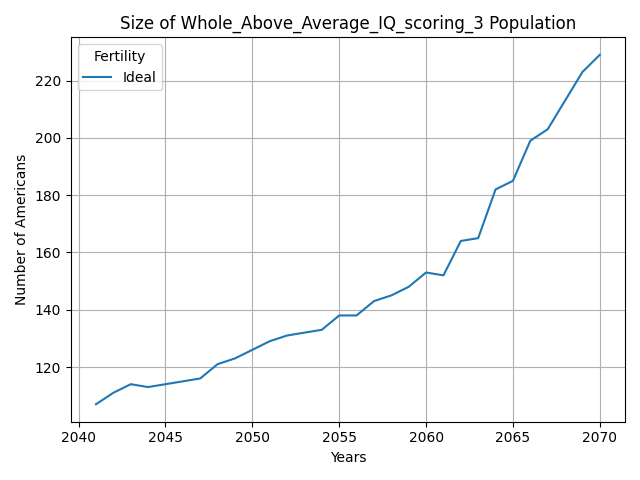 Size of Whole_Above_Average_IQ_scoring_3 Population
Fertility
Ideal
220
200
180
160
140
120
Number of Americans
2040 2045 2050 2055 2060 2065 2070
Years